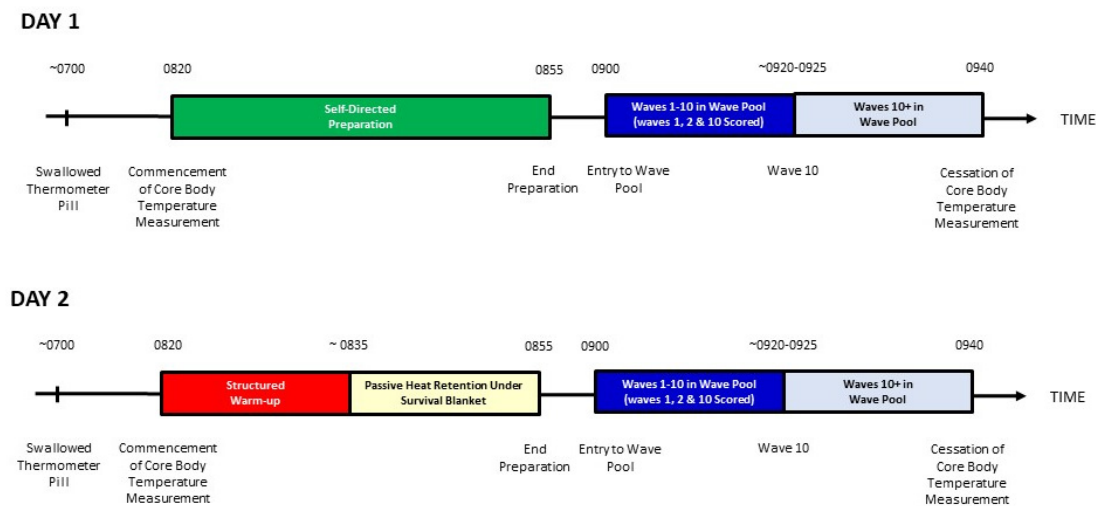 DAY 1
~0700 0820 0855 0900 ~0920-0925 0940
Self-Directed
Preparation
Waves 1-10 in Wave Pool
(waves 1, 2 & 10 Scored)
Waves 10+ in
Wave Pool
TIME
Swallowed
Thermometer
Pill
Commencement
of Core Body
Temperature
Measurement
End
Preparation
Entry to Wave
Pool
Wave 10
Cessation of
Core Body
Temperature
Measurement
DAY 2
~0700 0820 ~ 0835 0855 0900 ~0920-0925 0940
Structured
Warm-up
Passive Heat Retention Under
Survival Blanket
Waves 1-10 in Wave Pool
(waves 1, 2 & 10 Scored)
Waves 10+ in
Wave Pool
TIME
Swallowed
Thermometer
Pill
Commencement
of Core Body
Temperature
Measurement
End
Preparation
Entry to Wave
Pool
Wave 10
Cessation of
Core Body
Temperature
Measurement